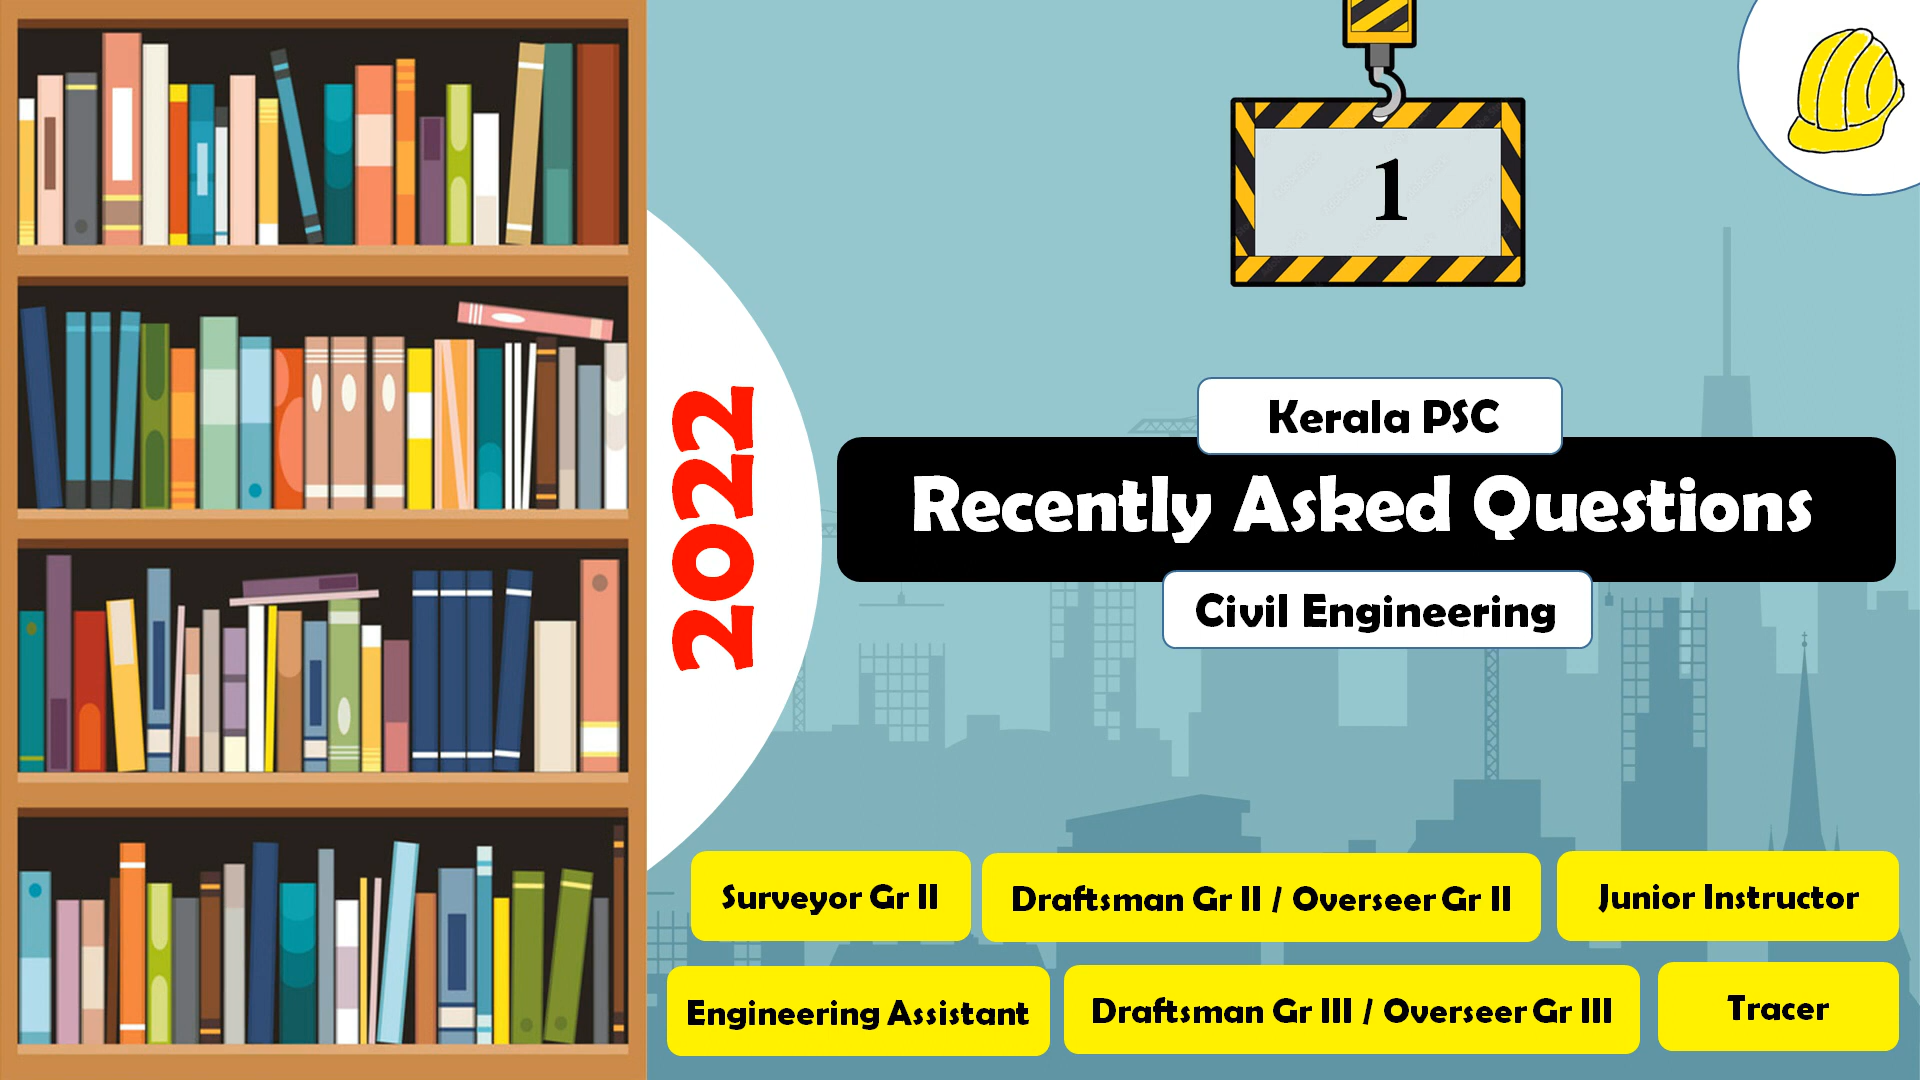 1
2022
Kerala PSC
Recently Asked Questions
Civil Engineering
Surveyor Gr II
Draftsman Gr II / Overseer Gr II
Junior Instructor
Engineering Assistant
Draftsman Gr III / Overseer Gr III
Tracer